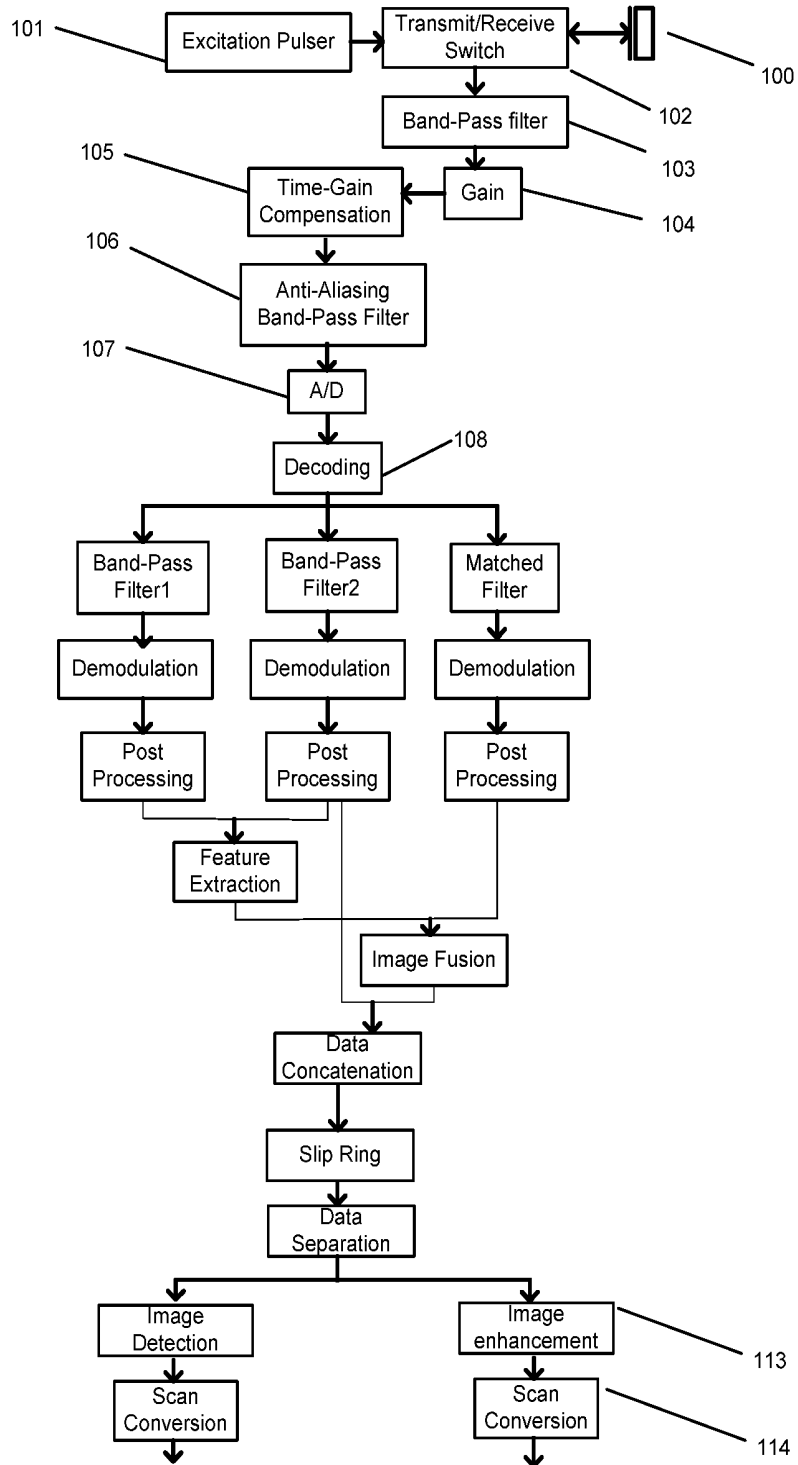 101
Excitation Pulser
Transmit/Receive
Switch
100
102
Band-Pass filter
103
105
Time-Gain
Compensation
Gain
104
106
Anti-Aliasing
Band-Pass Filter
107
A/D
Decoding
108
Band-Pass
Filter1
Band-Pass
Filter2
Matched
Filter
Demodulation
Demodulation
Demodulation
Post
Processing
Post
Processing
Post
Processing
Feature
Extraction
Image Fusion
Data
Concatenation
Slip Ring
Data
Separation
Image
Detection
Image
enhancement
113
Scan
Conversion
Scan
Conversion
114